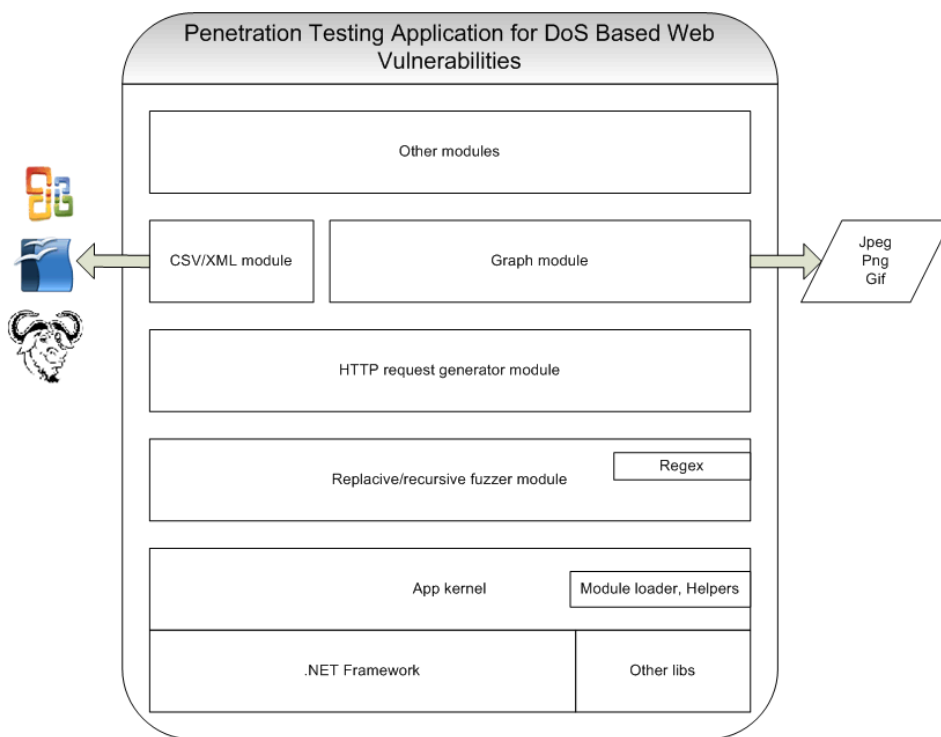 Penetration Testing Application for DoS Based Web
Vulnerabilities
Other modules
CSV/XML module
Graph module
Jpeg
Png
Gif
HTTP request generator module
Replacive/recursive fuzzer module
Regex
App kernel
Module loader, Helpers
.NET Framework
Other libs